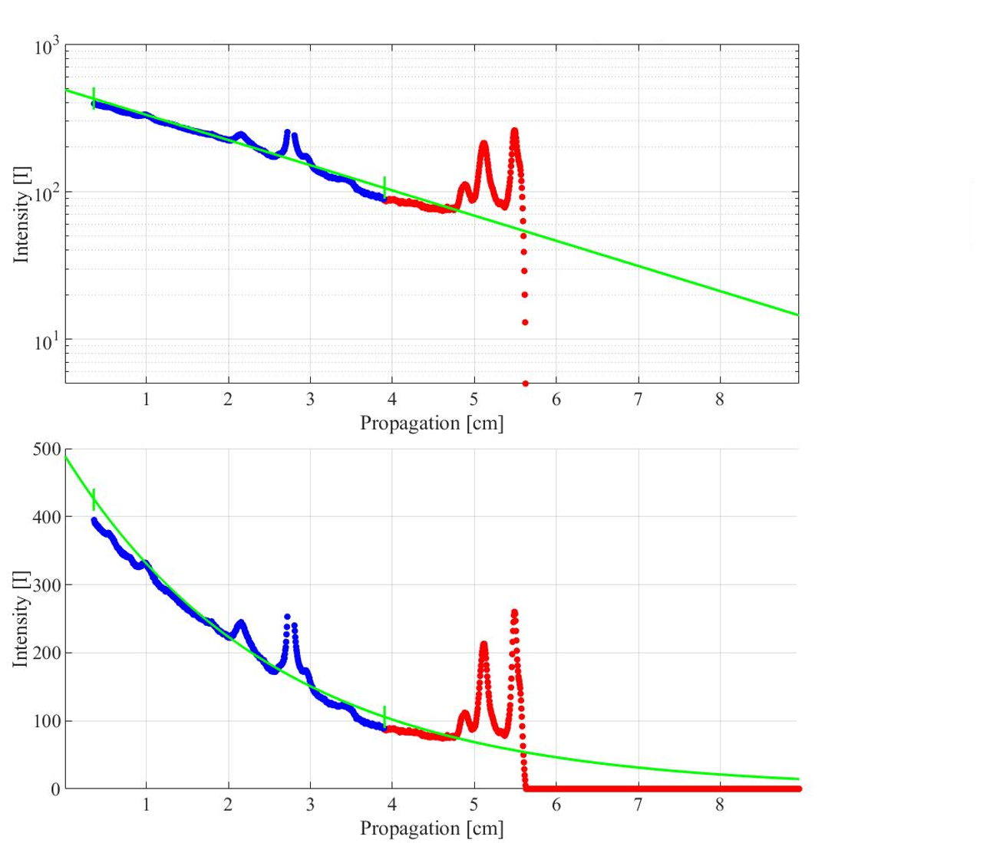 10³
10²
10¹
Intensity [I]
1 2 3 4 5 6 7 8
Propagation [cm]
500
400
300
200
100
0
Intensity [I]
1 2 3 4 5 6 7 8
Propagation [cm]